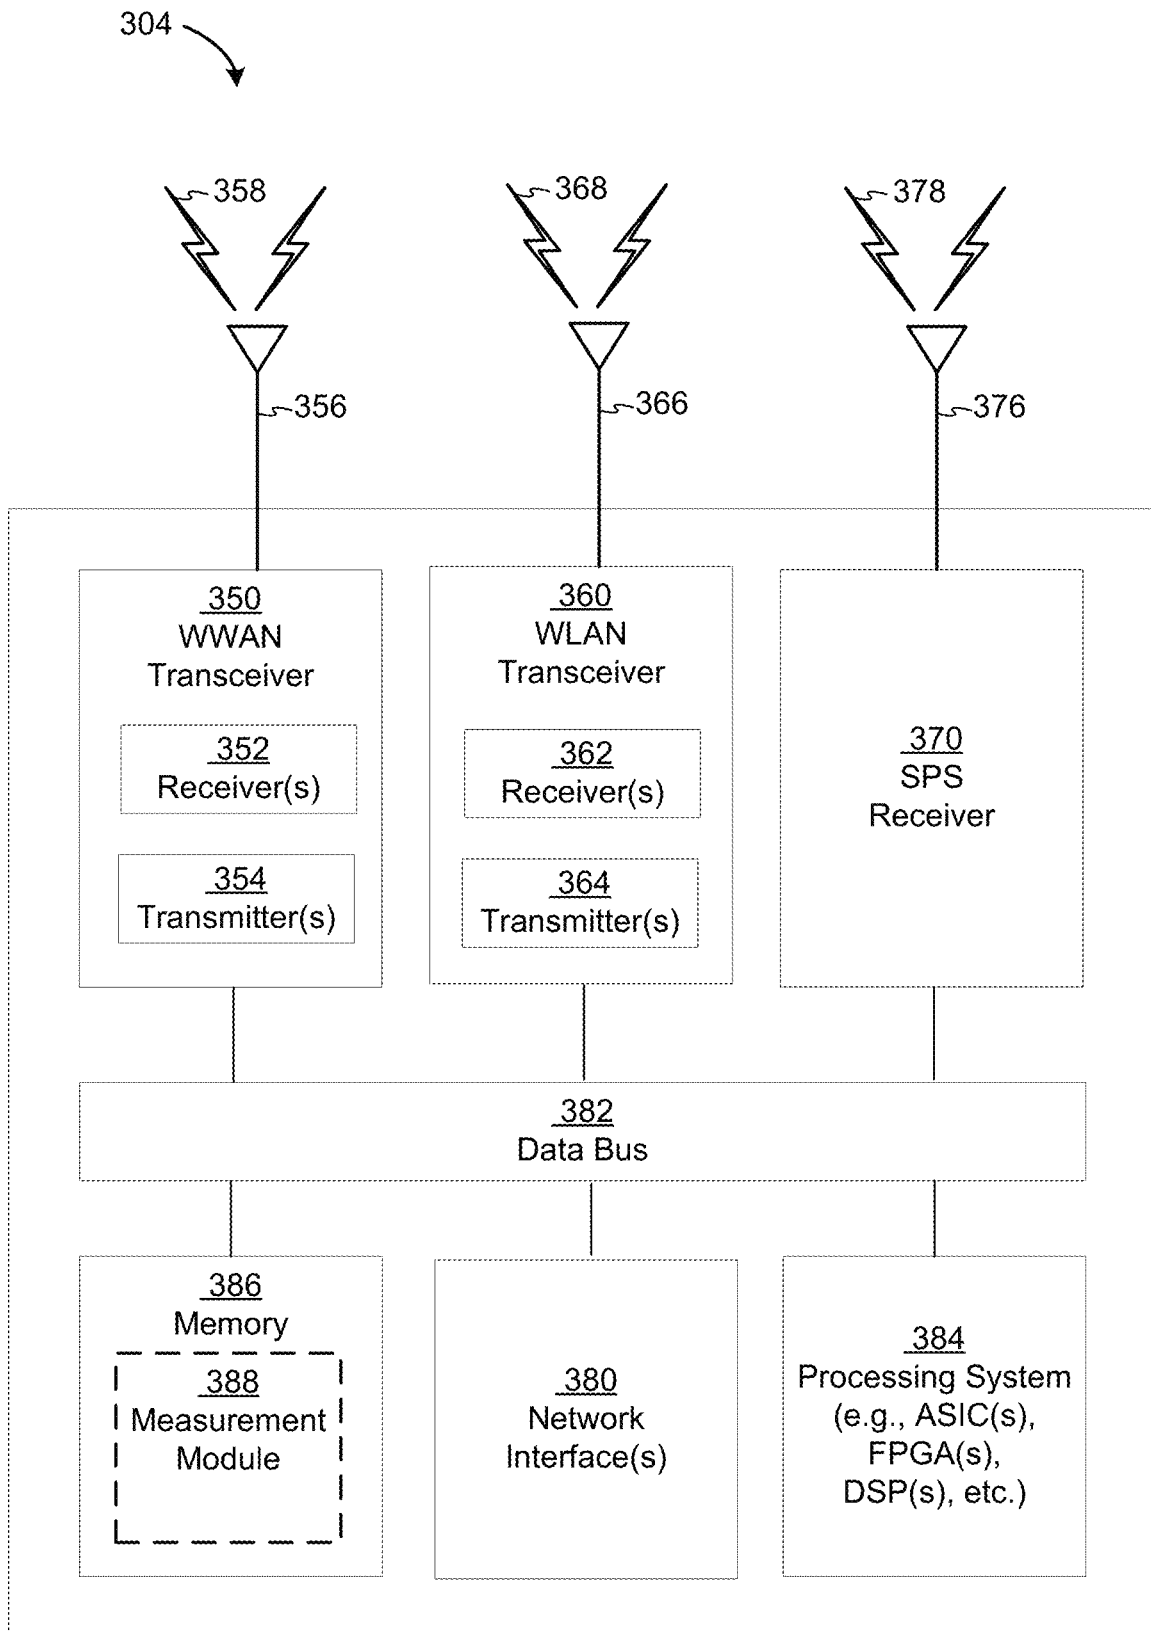 304
358
368
378
356
366
376
350
WWAN
Transceiver
352
Receiver(s)
354
Transmitter(s)
360
WLAN
Transceiver
362
Receiver(s)
364
Transmitter(s)
370
SPS
Receiver
382
Data Bus
386
Memory
388
Measurement
Module
380
Network
Interface(s)
384
Processing System
(e.g., ASIC(s),
FPGA(s),
DSP(s), etc.)